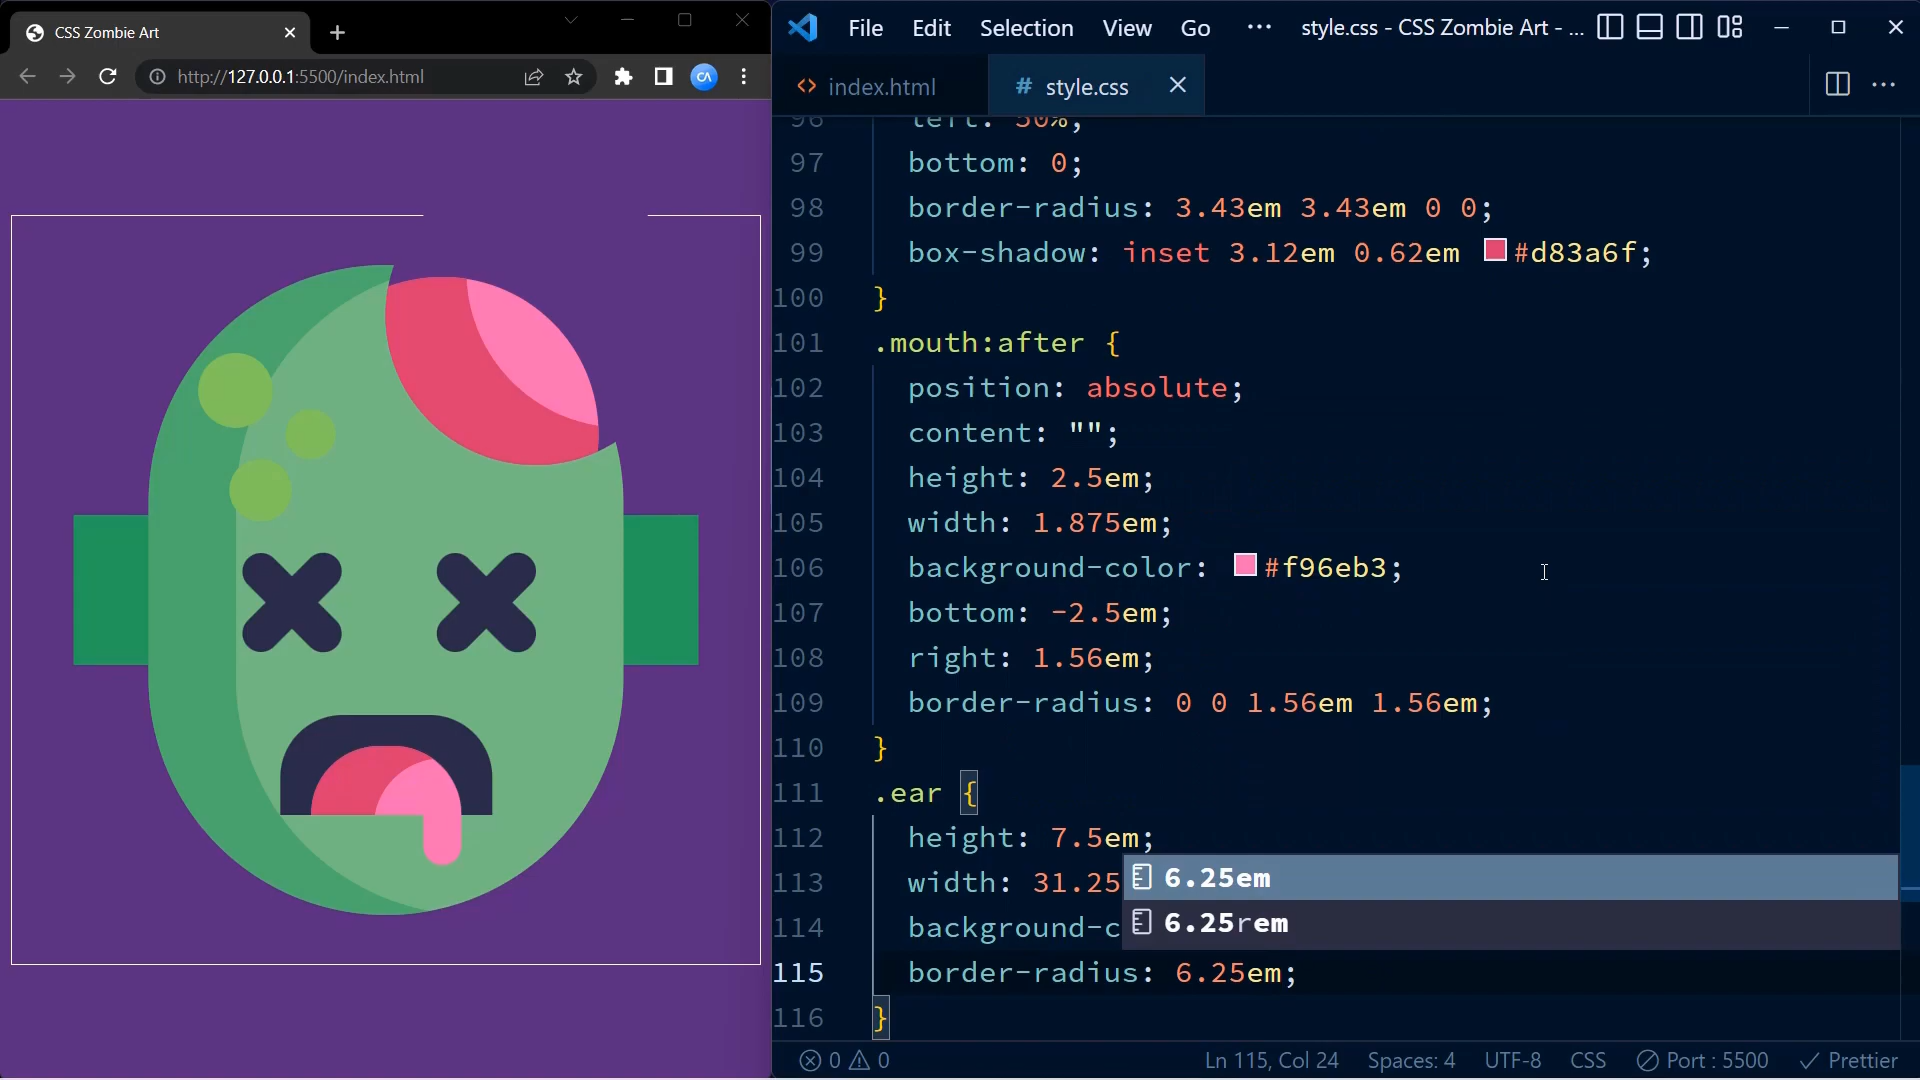 CSS Zombie Art
http://127.0.0.1:5500/index.html
CA
File Edit Selection View Go ··· style.css - CSS Zombie Art - ...
<> index.html
# style.css
96 left: 50%;
97 bottom: 0;
98 border-radius: 3.43em 3.43em 0 0;
99 box-shadow: inset 3.12em 0.62em #d83a6f;
100 }
101 .mouth:after {
102 position: absolute;
103 content: "";
104 height: 2.5em;
105 width: 1.875em;
106 background-color: #f96eb3;
107 bottom: -2.5em;
108 right: 1.56em;
109 border-radius: 0 0 1.56em 1.56em;
110 }
111 .ear {
112 height: 7.5em;
113 width: 31.25
6.25em
114 background-c
6.25rem
115 border-radius: 6.25em;
116 }
0 0 Ln 115, Col 24 Spaces: 4 UTF-8 CSS Port : 5500 Prettier